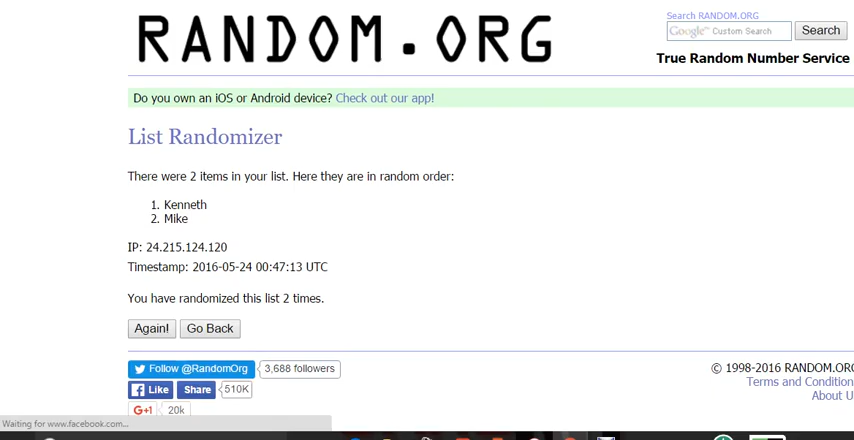 RANDOM.ORG
Search RANDOM.ORG
Google™ Custom Search
Search
True Random Number Service
Do you own an iOS or Android device? Check out our app!
List Randomizer
There were 2 items in your list. Here they are in random order:
1. Kenneth
2. Mike
IP: 24.215.124.120
Timestamp: 2016-05-24 00:47:13 UTC
You have randomized this list 2 times.
Again! Go Back
Follow @RandomOrg 3,688 followers
Like Share 510K
G+1 20k
© 1998-2016 RANDOM.ORG
Terms and Condition
About U
Waiting for www.facebook.com...